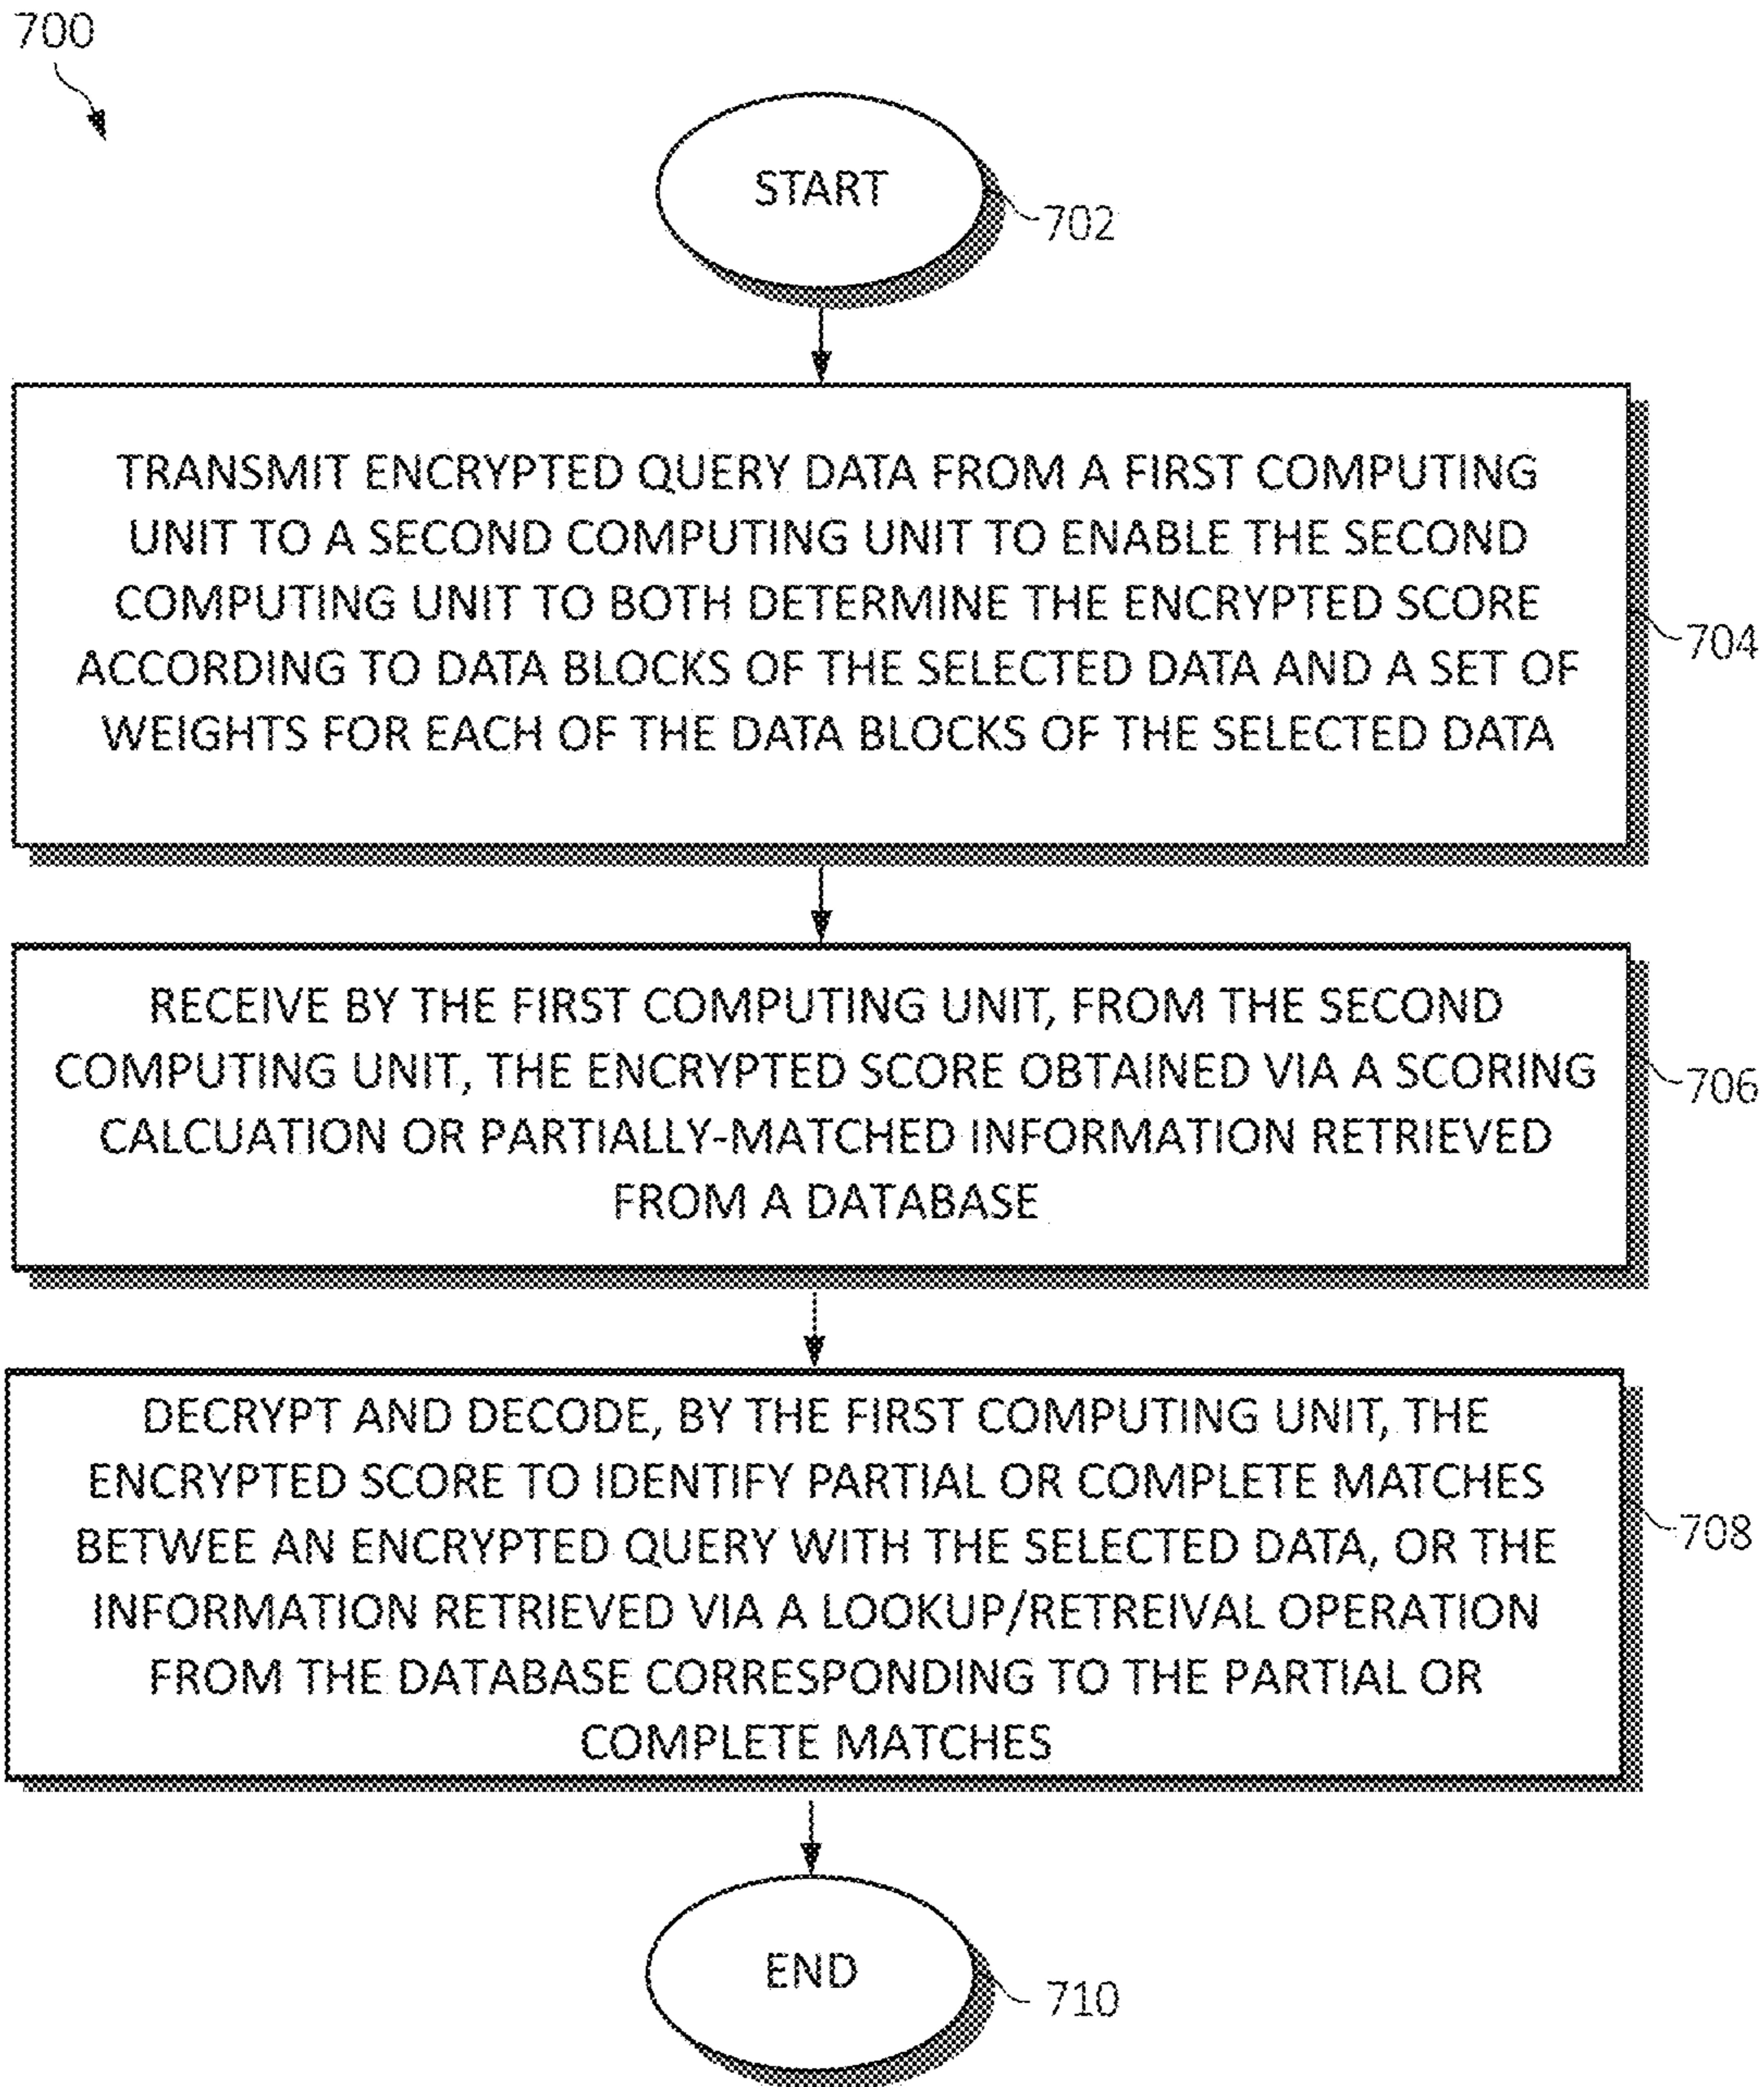 700
START
702
TRANSMIT ENCRYPTED QUERY DATA FROM A FIRST COMPUTING
UNIT TO A SECOND COMPUTING UNIT TO ENABLE THE SECOND
COMPUTING UNIT TO BOTH DETERMINE THE ENCRYPTED SCORE
ACCORDING TO DATA BLOCKS OF THE SELECTED DATA AND A SET OF
WEIGHTS FOR EACH OF THE DATA BLOCKS OF THE SELECTED DATA
704
RECEIVE BY THE FIRST COMPUTING UNIT, FROM THE SECOND
COMPUTING UNIT, THE ENCRYPTED SCORE OBTAINED VIA A SCORING
CALCUATION OR PARTIALLY-MATCHED INFORMATION RETRIEVED
FROM A DATABASE
706
DECRYPT AND DECODE, BY THE FIRST COMPUTING UNIT, THE
ENCRYPTED SCORE TO IDENTIFY PARTIAL OR COMPLETE MATCHES
BETWEE AN ENCRYPTED QUERY WITH THE SELECTED DATA, OR THE
INFORMATION RETRIEVED VIA A LOOKUP/RETREIVAL OPERATION
FROM THE DATABASE CORRESPONDING TO THE PARTIAL OR
COMPLETE MATCHES
708
END
710